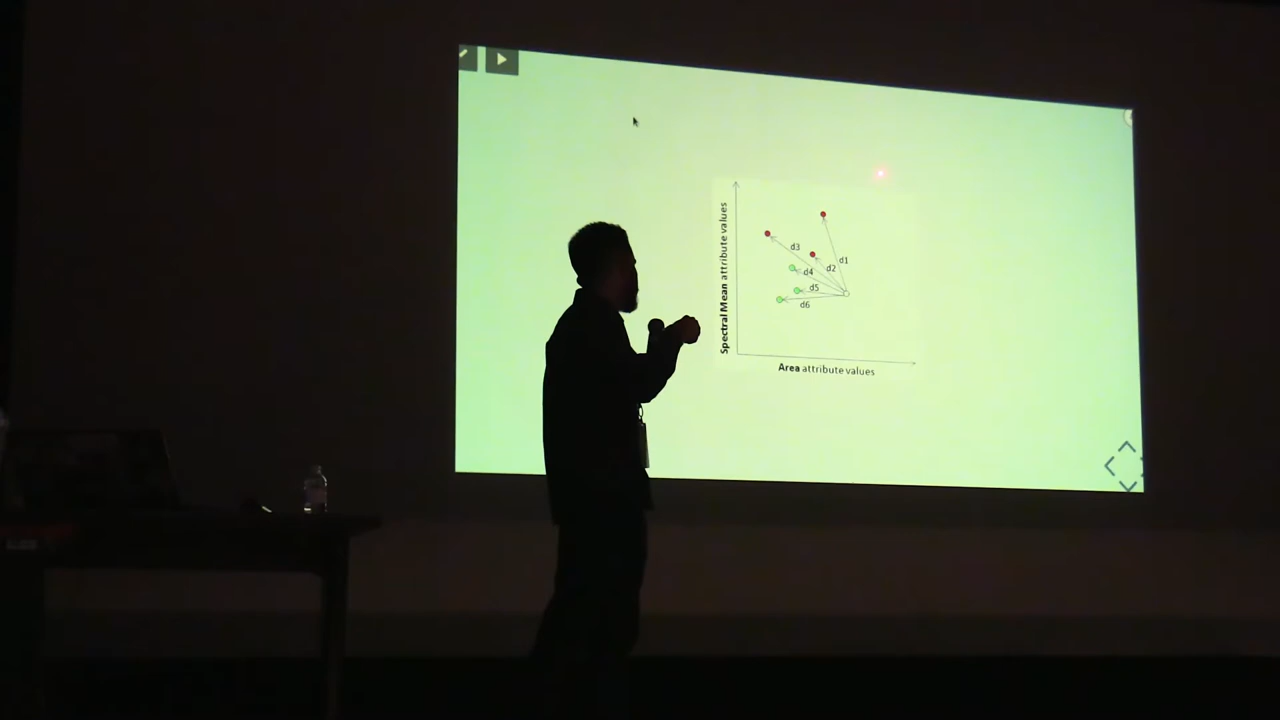 Spectral Mean attribute values
d3
d1
d2
d4
d5
d6
Area attribute values